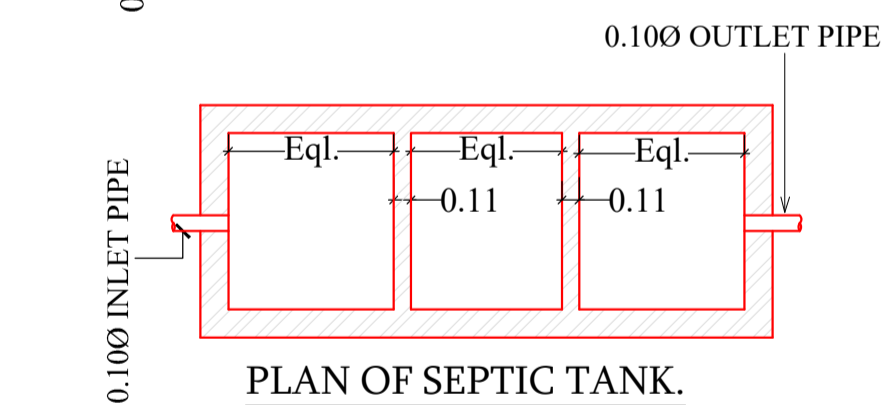 0.10Ø OUTLET PIPE
Eql.
Eql.
Eql.
0.11
0.11
0.10Ø INLET PIPE
PLAN OF SEPTIC TANK.